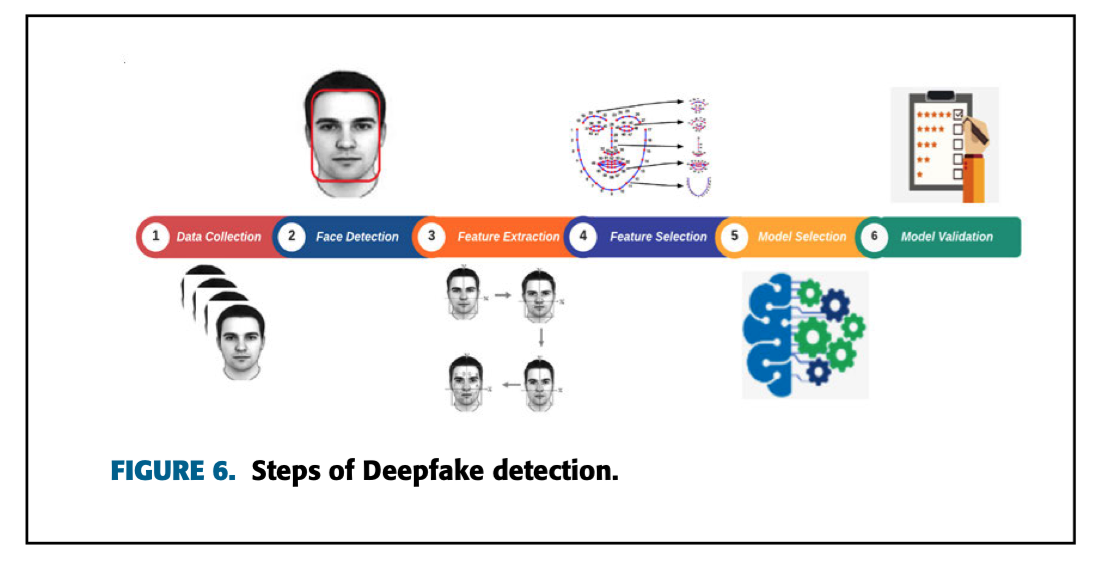 1 Data Collection 2 Face Detection 3 Feature Extraction 4 Feature Selection 5 Model Selection 6 Model Validation
FIGURE 6. Steps of Deepfake detection.